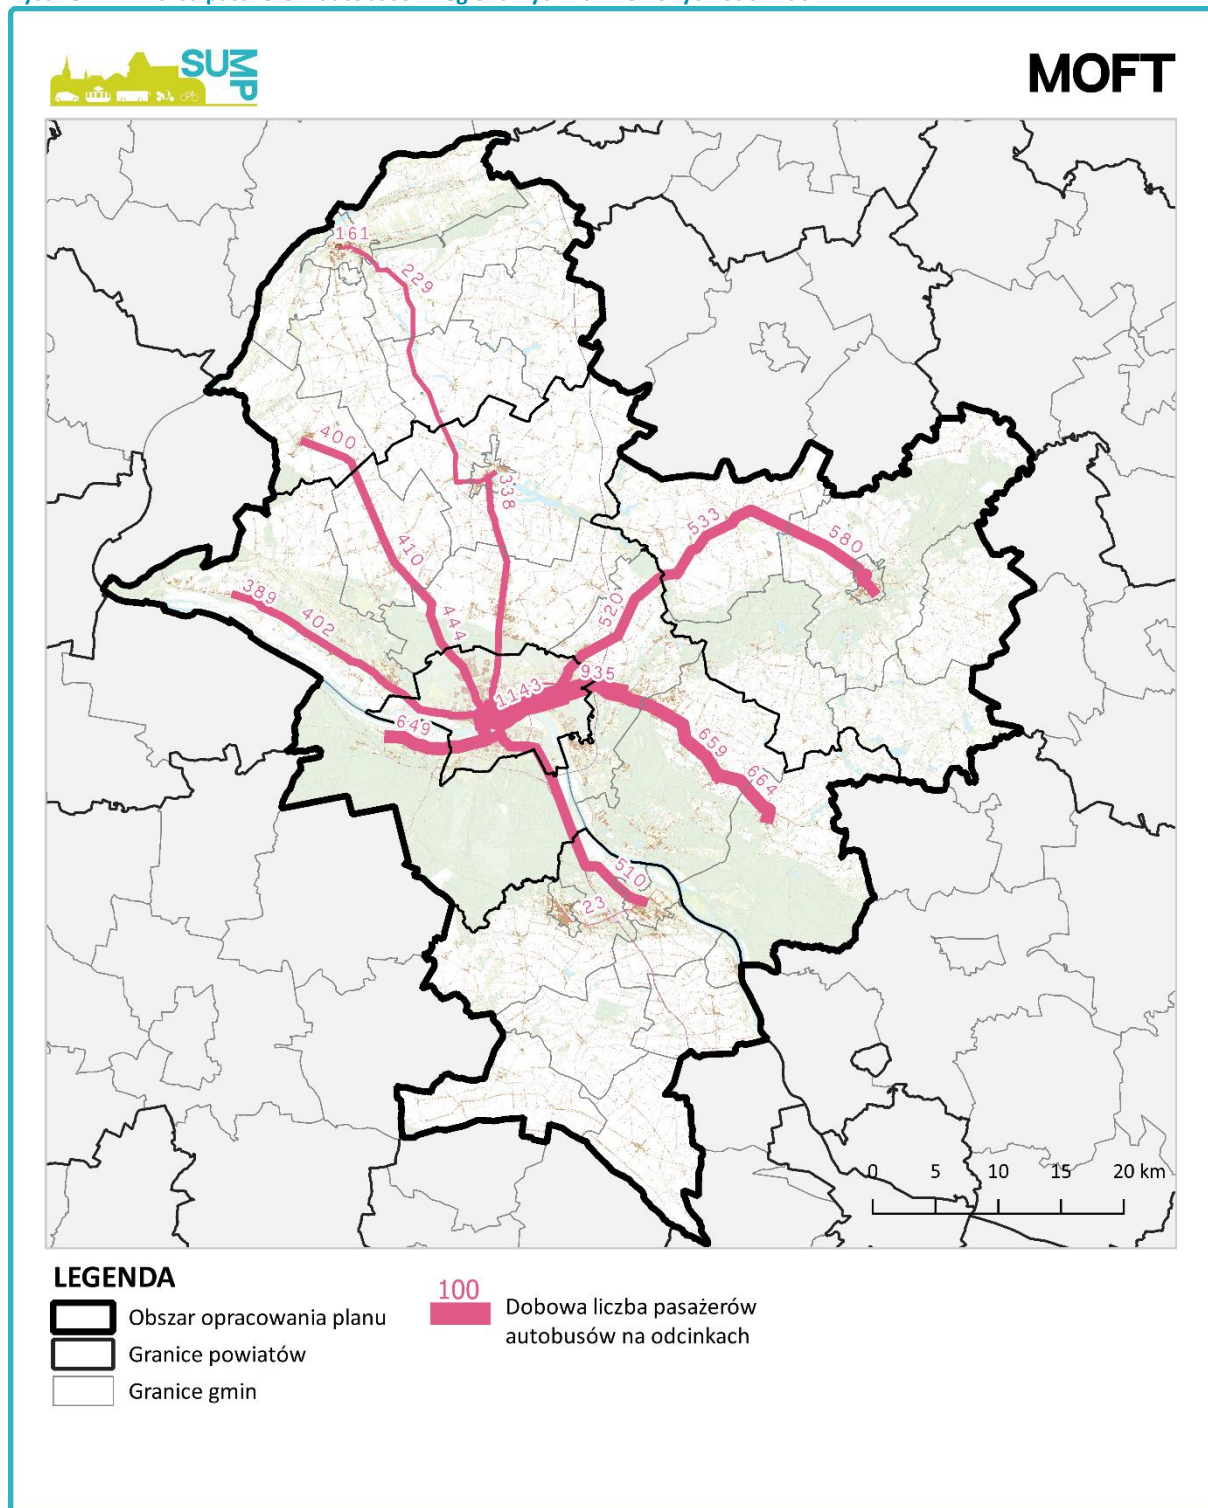 SUMP
MOFT
161
229
400
338
410
533
580
389
402
444
520
935
1143
649
659
664
510
23
0 5 10 15 20 km
LEGENDA
Obszar opracowania planu
Granice powiatów
Granice gmin
100
Dobowa liczba pasażerów
autobusów na odcinkach